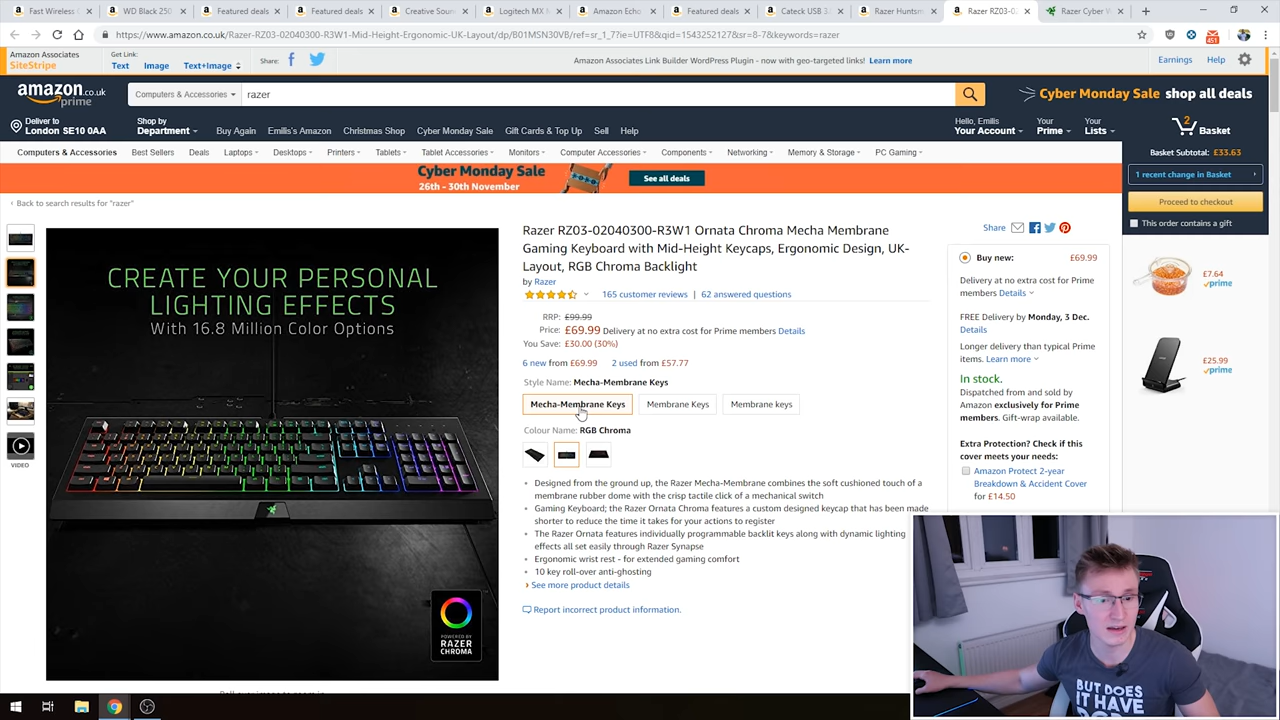 Fast Wireless C
WD Black 250
Featured deals
Featured deals
Creative Soun
Logitech MX M
Amazon Echo
Featured deals
Cateck USB 3.
Razer Huntsm
Razer RZ03-02
Razer Cyber W
https://www.amazon.co.uk/Razer-RZ03-02040300-R3W1-Mid-Height-Ergonomic-UK-Layout/dp/B01MSN30VB/ref=sr_1_7?ie=UTF8&qid=1543252127&sr=8-7&keywords=razer
451
Amazon Associates
SiteStripe
Get Link:
Text
Image
Text+Image
Share:
Amazon Associates Link Builder WordPress Plugin - now with geo-targeted links! Learn more
Earnings
Help
amazon.co.uk
prime
Computers & Accessories
razer
Cyber Monday Sale shop all deals
Deliver to
London SE10 0AA
Shop by
Department
Buy Again
Emilis's Amazon
Christmas Shop
Cyber Monday Sale
Gift Cards & Top Up
Sell
Help
Hello, Emilis
Your Account
Your
Prime
Your
Lists
2
Basket
Computers & Accessories
Best Sellers
Deals
Laptops
Desktops
Printers
Tablets
Tablet Accessories
Monitors
Computer Accessories
Components
Networking
Memory & Storage
PC Gaming
Basket Subtotal: £33.63
1 recent change in Basket
Proceed to checkout
This order contains a gift
Cyber Monday Sale
26th - 30th November
See all deals
‹ Back to search results for "razer"
CREATE YOUR PERSONAL
LIGHTING EFFECTS
With 16.8 Million Color Options
POWERED BY
RAZER
CHROMA
VIDEO
Razer RZ03-02040300-R3W1 Ornata Chroma Mecha Membrane
Gaming Keyboard with Mid-Height Keycaps, Ergonomic Design, UK-
Layout, RGB Chroma Backlight
by Razer
165 customer reviews | 62 answered questions
RRP: £99.99
Price: £69.99 Delivery at no extra cost for Prime members Details
You Save: £30.00 (30%)
6 new from £69.99 2 used from £57.77
Style Name: Mecha-Membrane Keys
Mecha-Membrane Keys
Membrane Keys
Membrane keys
Colour Name: RGB Chroma
• Designed from the ground up, the Razer Mecha-Membrane combines the soft cushioned touch of a
membrane rubber dome with the crisp tactile click of a mechanical switch
• Gaming Keyboard; the Razer Ornata Chroma features a custom designed keycap that has been made
shorter to reduce the time it takes for your actions to register
• The Razer Ornata features individually programmable backlit keys along with dynamic lighting
effects all set easily through Razer Synapse
• Ergonomic wrist rest - for extended gaming comfort
• 10 key roll-over anti-ghosting
› See more product details
Report incorrect product information.
Share
Buy new: £69.99
Delivery at no extra cost for Prime
members Details
FREE Delivery by Monday, 3 Dec.
Details
Longer delivery than typical Prime
items. Learn more
In stock.
Dispatched from and sold by
Amazon exclusively for Prime
members. Gift-wrap available.
Extra Protection? Check if this
cover meets your needs:
Amazon Protect 2-year
Breakdown & Accident Cover
for £14.50
£7.64
prime
£25.99
prime
BUT DOES
IT HAVE